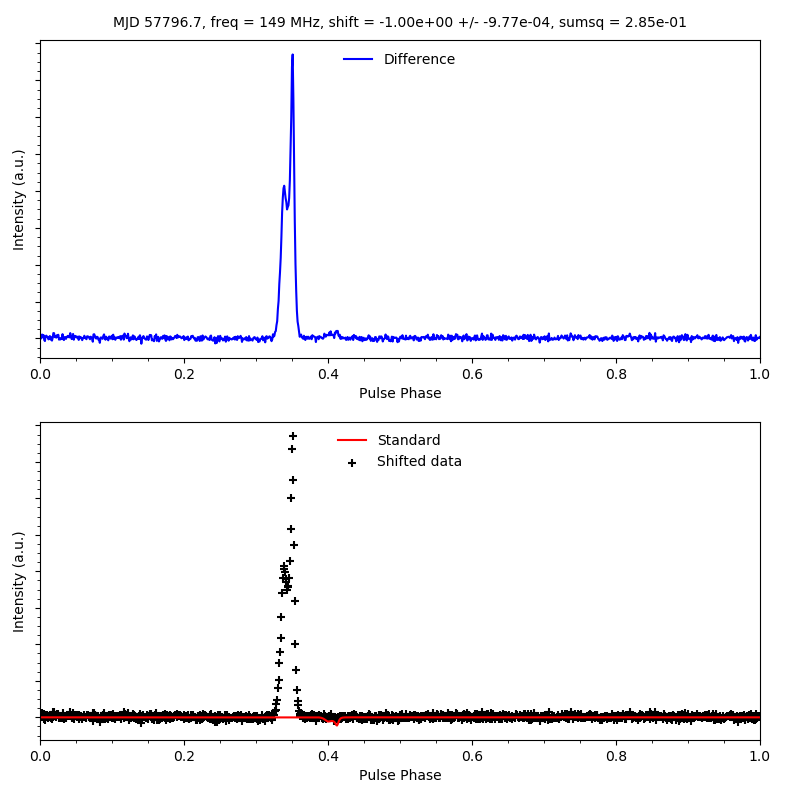 MJD 57796.7, freq = 149 MHz, shift = -1.00e+00 +/- -9.77e-04, sumsq = 2.85e-01
Difference
Intensity (a.u.)
0.0 0.2 0.4 0.6 0.8 1.0
Pulse Phase
Standard
Shifted data
Intensity (a.u.)
0.0 0.2 0.4 0.6 0.8 1.0
Pulse Phase